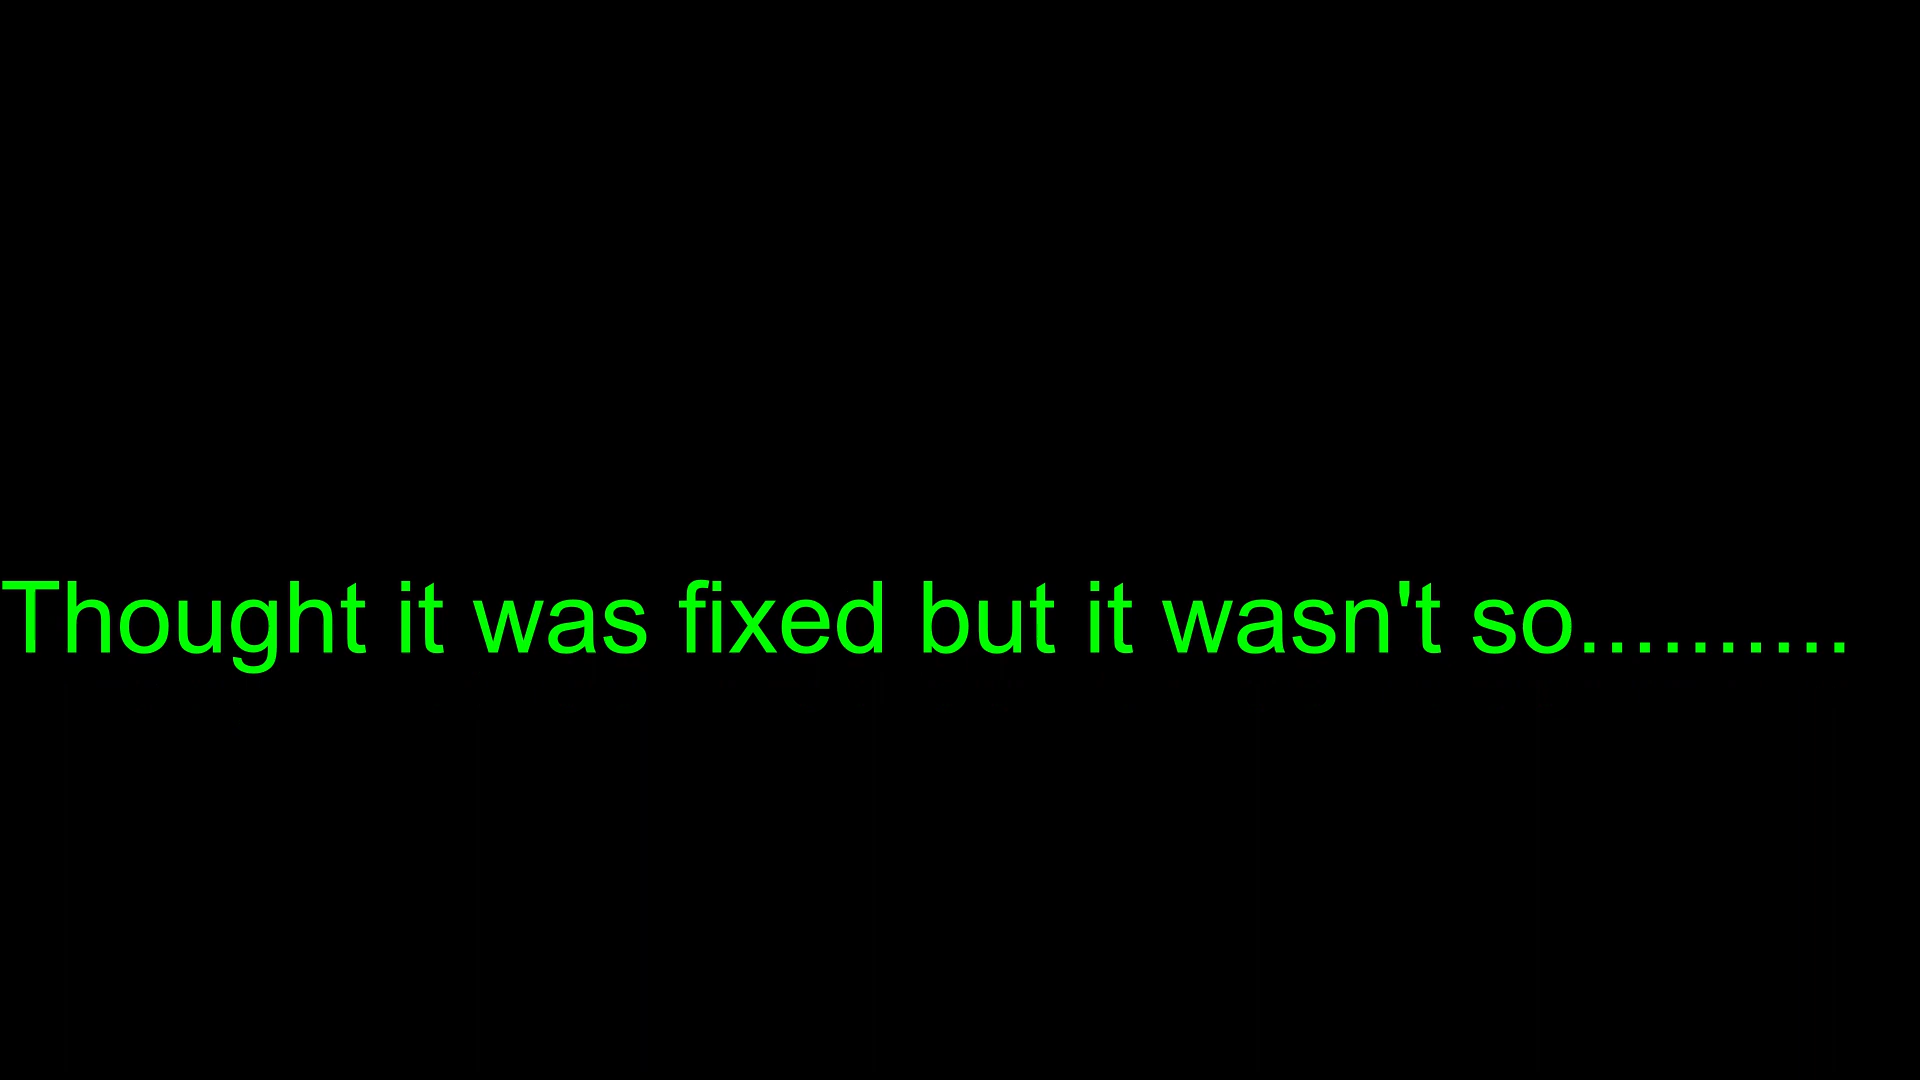 Thought it was fixed but it wasn't so..........